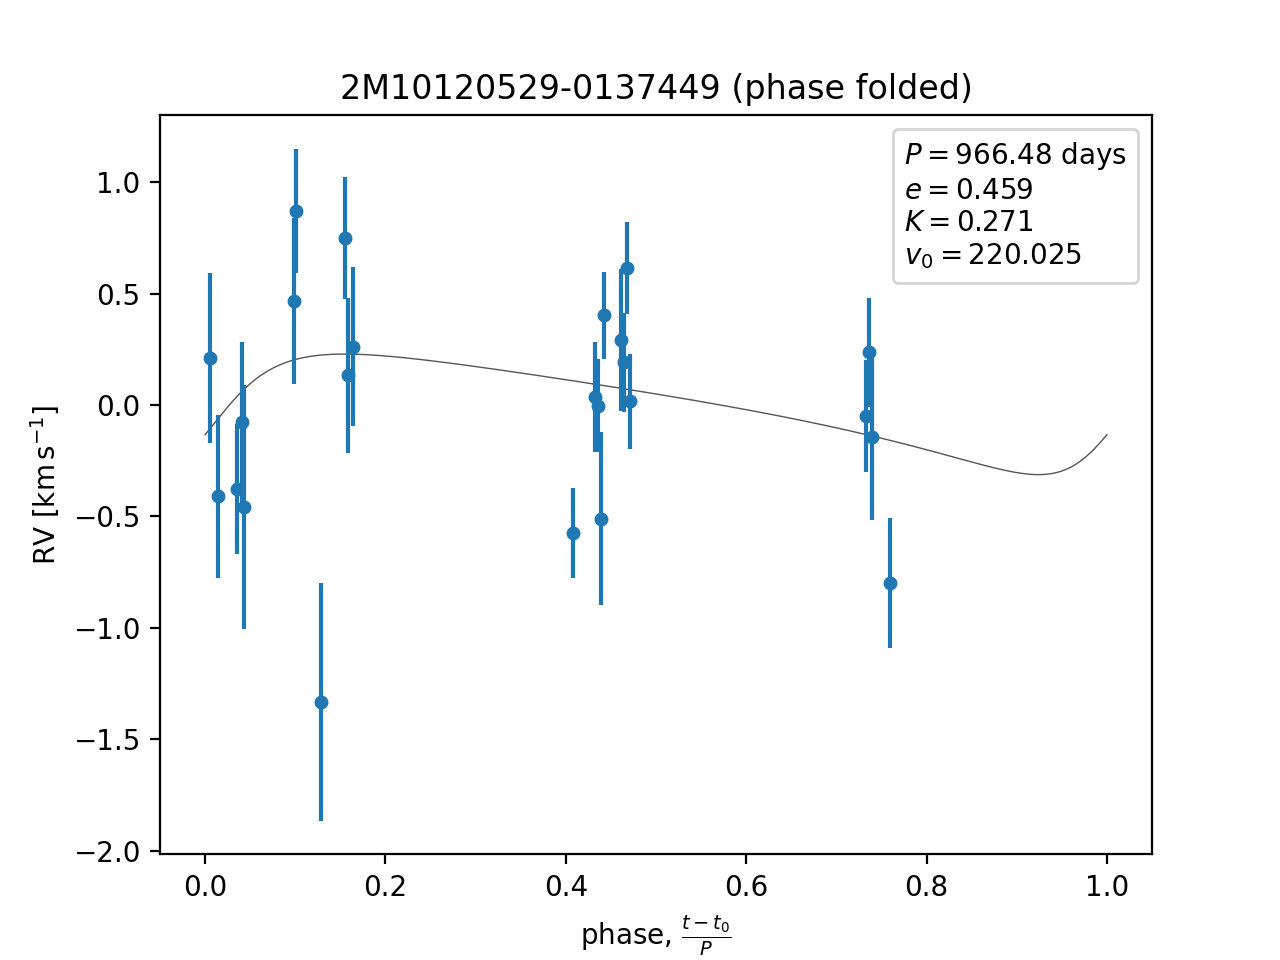 2M10120529-0137449 (phase folded)
P = 966.48 days
e = 0.459
K = 0.271
v₀ = 220.025
1.0
0.5
0.0
−0.5
−1.0
−1.5
−2.0
RV [km s⁻¹]
0.0 0.2 0.4 0.6 0.8 1.0
phase, (t − t₀)/P